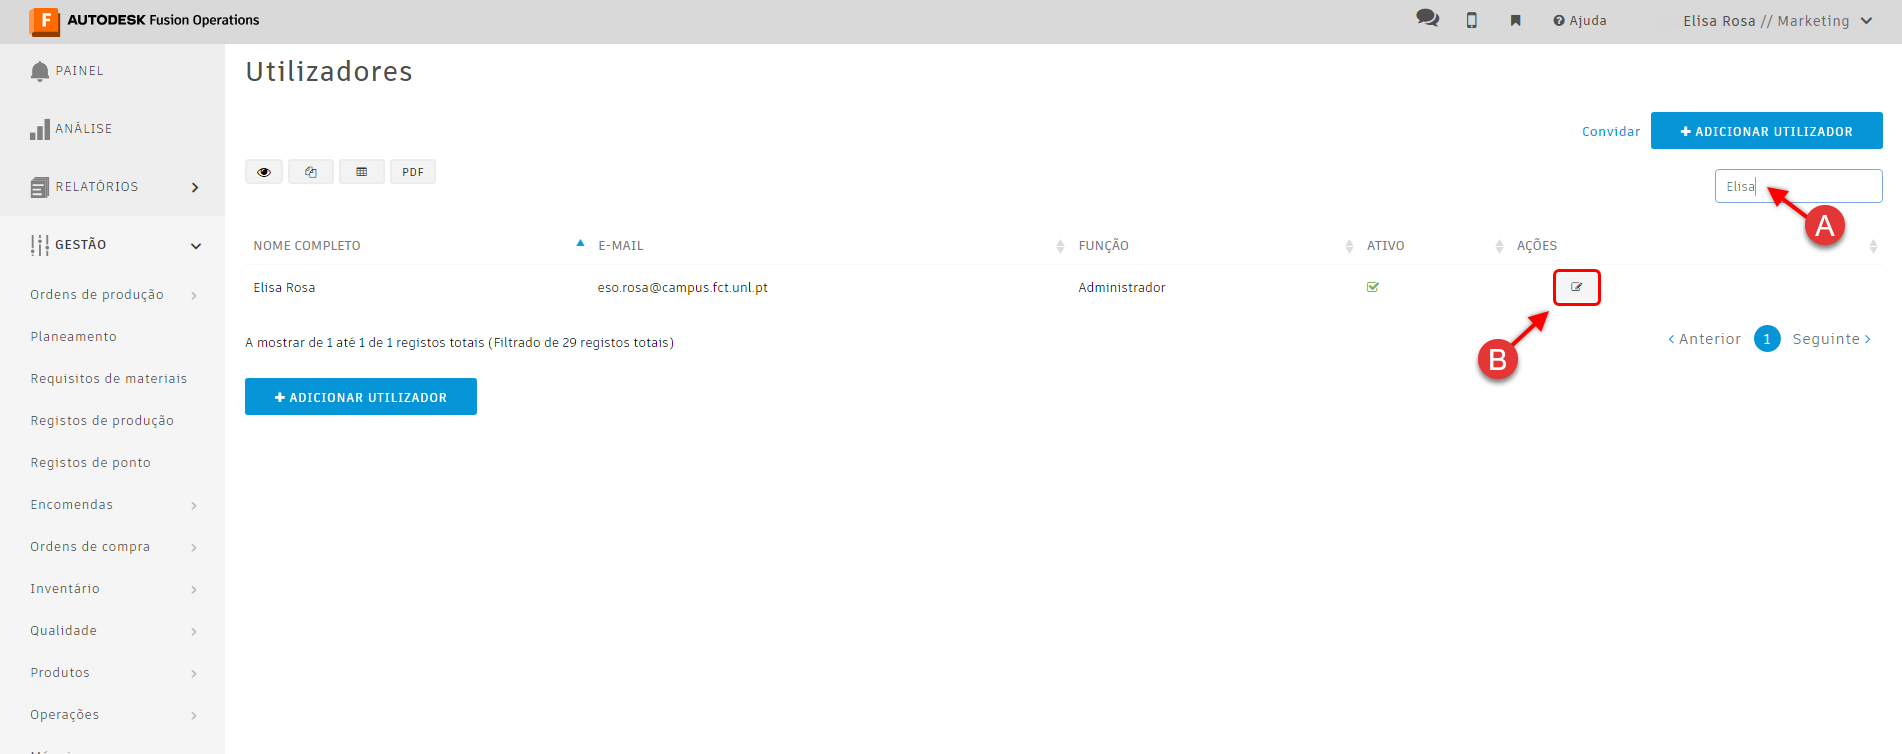 F AUTODESK Fusion Operations
Ajuda
Elisa Rosa // Marketing
PAINEL
ANÁLISE
RELATÓRIOS
GESTÃO
Ordens de produção
Planeamento
Requisitos de materiais
Registos de produção
Registos de ponto
Encomendas
Ordens de compra
Inventário
Qualidade
Produtos
Operações
Utilizadores
Convidar
ADICIONAR UTILIZADOR
PDF
Elisa
A
NOME COMPLETO E-MAIL FUNÇÃO ATIVO AÇÕES
Elisa Rosa eso.rosa@campus.fct.unl.pt Administrador
B
A mostrar de 1 até 1 de 1 registos totais (Filtrado de 29 registos totais)
Anterior 1 Seguinte
ADICIONAR UTILIZADOR